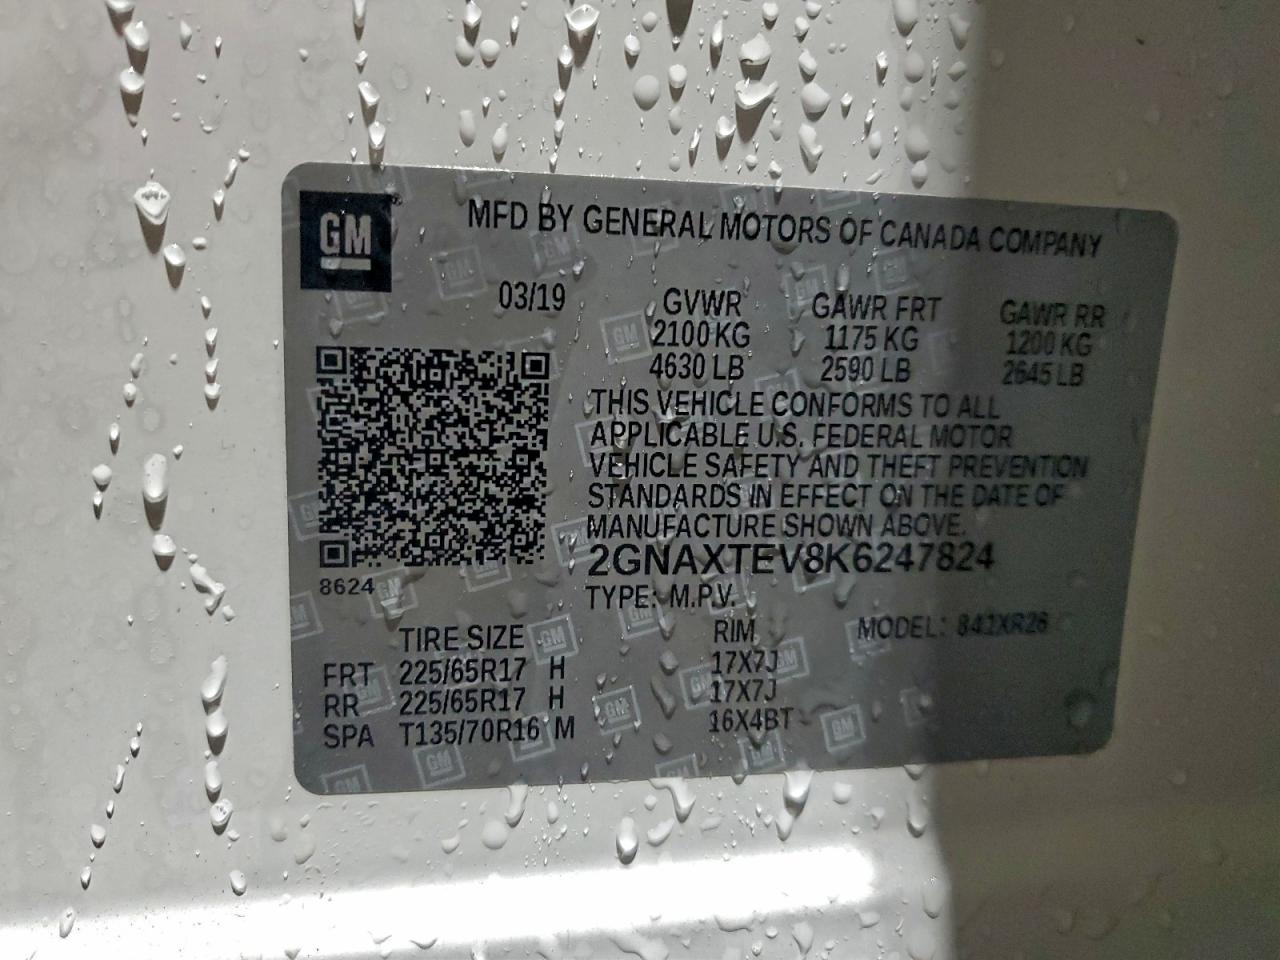 GM
MFD BY GENERAL MOTORS OF CANADA COMPANY
03/19 GVWR GAWR FRT GAWR RR
2100 KG 1175 KG 1200 KG
4630 LB 2590 LB 2645 LB
THIS VEHICLE CONFORMS TO ALL
APPLICABLE U.S. FEDERAL MOTOR
VEHICLE SAFETY AND THEFT PREVENTION
STANDARDS IN EFFECT ON THE DATE OF
MANUFACTURE SHOWN ABOVE.
2GNAXTEV8K6247824
8624
TYPE: M.P.V.
TIRE SIZE RIM MODEL:
FRT 225/65R17 H 17X7J
RR 225/65R17 H 17X7J
SPA T135/70R16 M 16X4BT